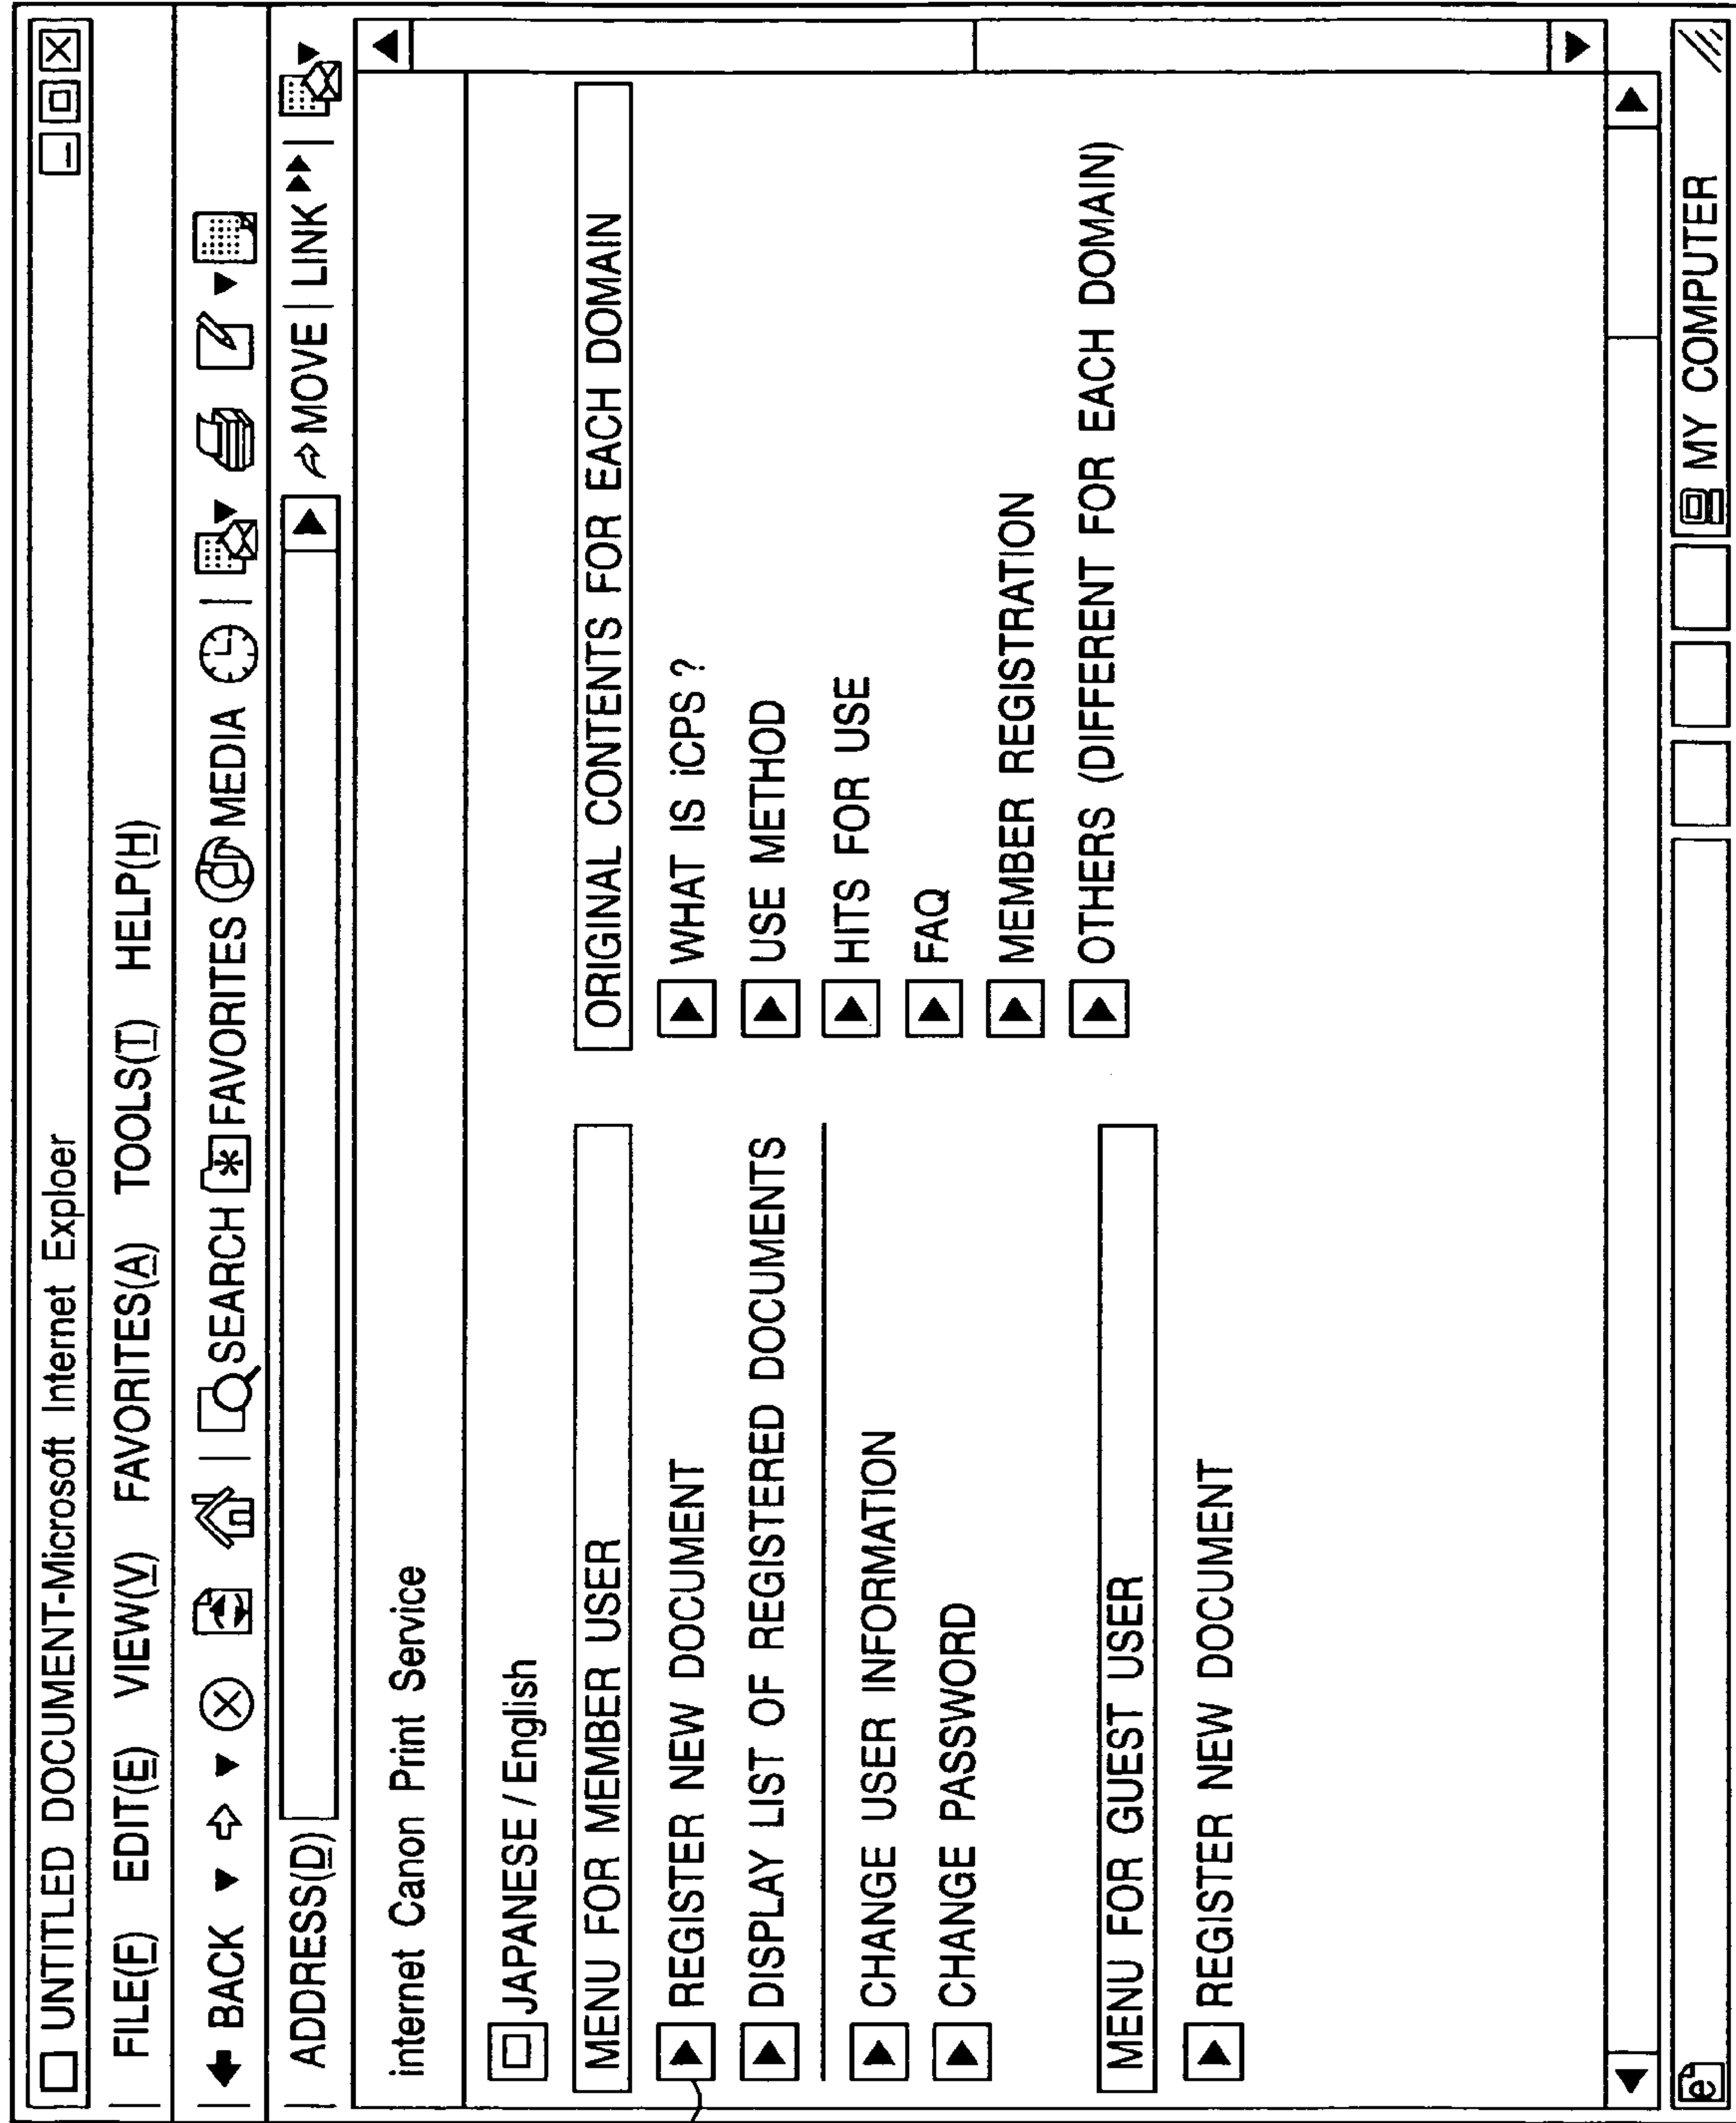 UNTITLED DOCUMENT-Microsoft Internet Exploer
FILE(F) EDIT(E) VIEW(V) FAVORITES(A) TOOLS(T) HELP(H)
BACK SEARCH FAVORITES MEDIA
ADDRESS(D) MOVE LINK
internet Canon Print Service
JAPANESE / English
MENU FOR MEMBER USER
REGISTER NEW DOCUMENT
DISPLAY LIST OF REGISTERED DOCUMENTS
CHANGE USER INFORMATION
CHANGE PASSWORD
MENU FOR GUEST USER
REGISTER NEW DOCUMENT
ORIGINAL CONTENTS FOR EACH DOMAIN
WHAT IS iCPS ?
USE METHOD
HITS FOR USE
FAQ
MEMBER REGISTRATION
OTHERS (DIFFERENT FOR EACH DOMAIN)
e MY COMPUTER